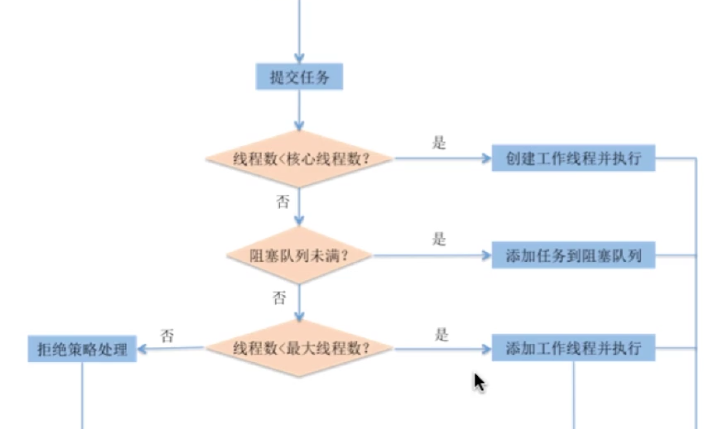 提交任务
线程数<核心线程数?
是
创建工作线程并执行
否
阻塞队列未满?
是
添加任务到阻塞队列
否
拒绝策略处理
否
线程数<最大线程数?
是
添加工作线程并执行